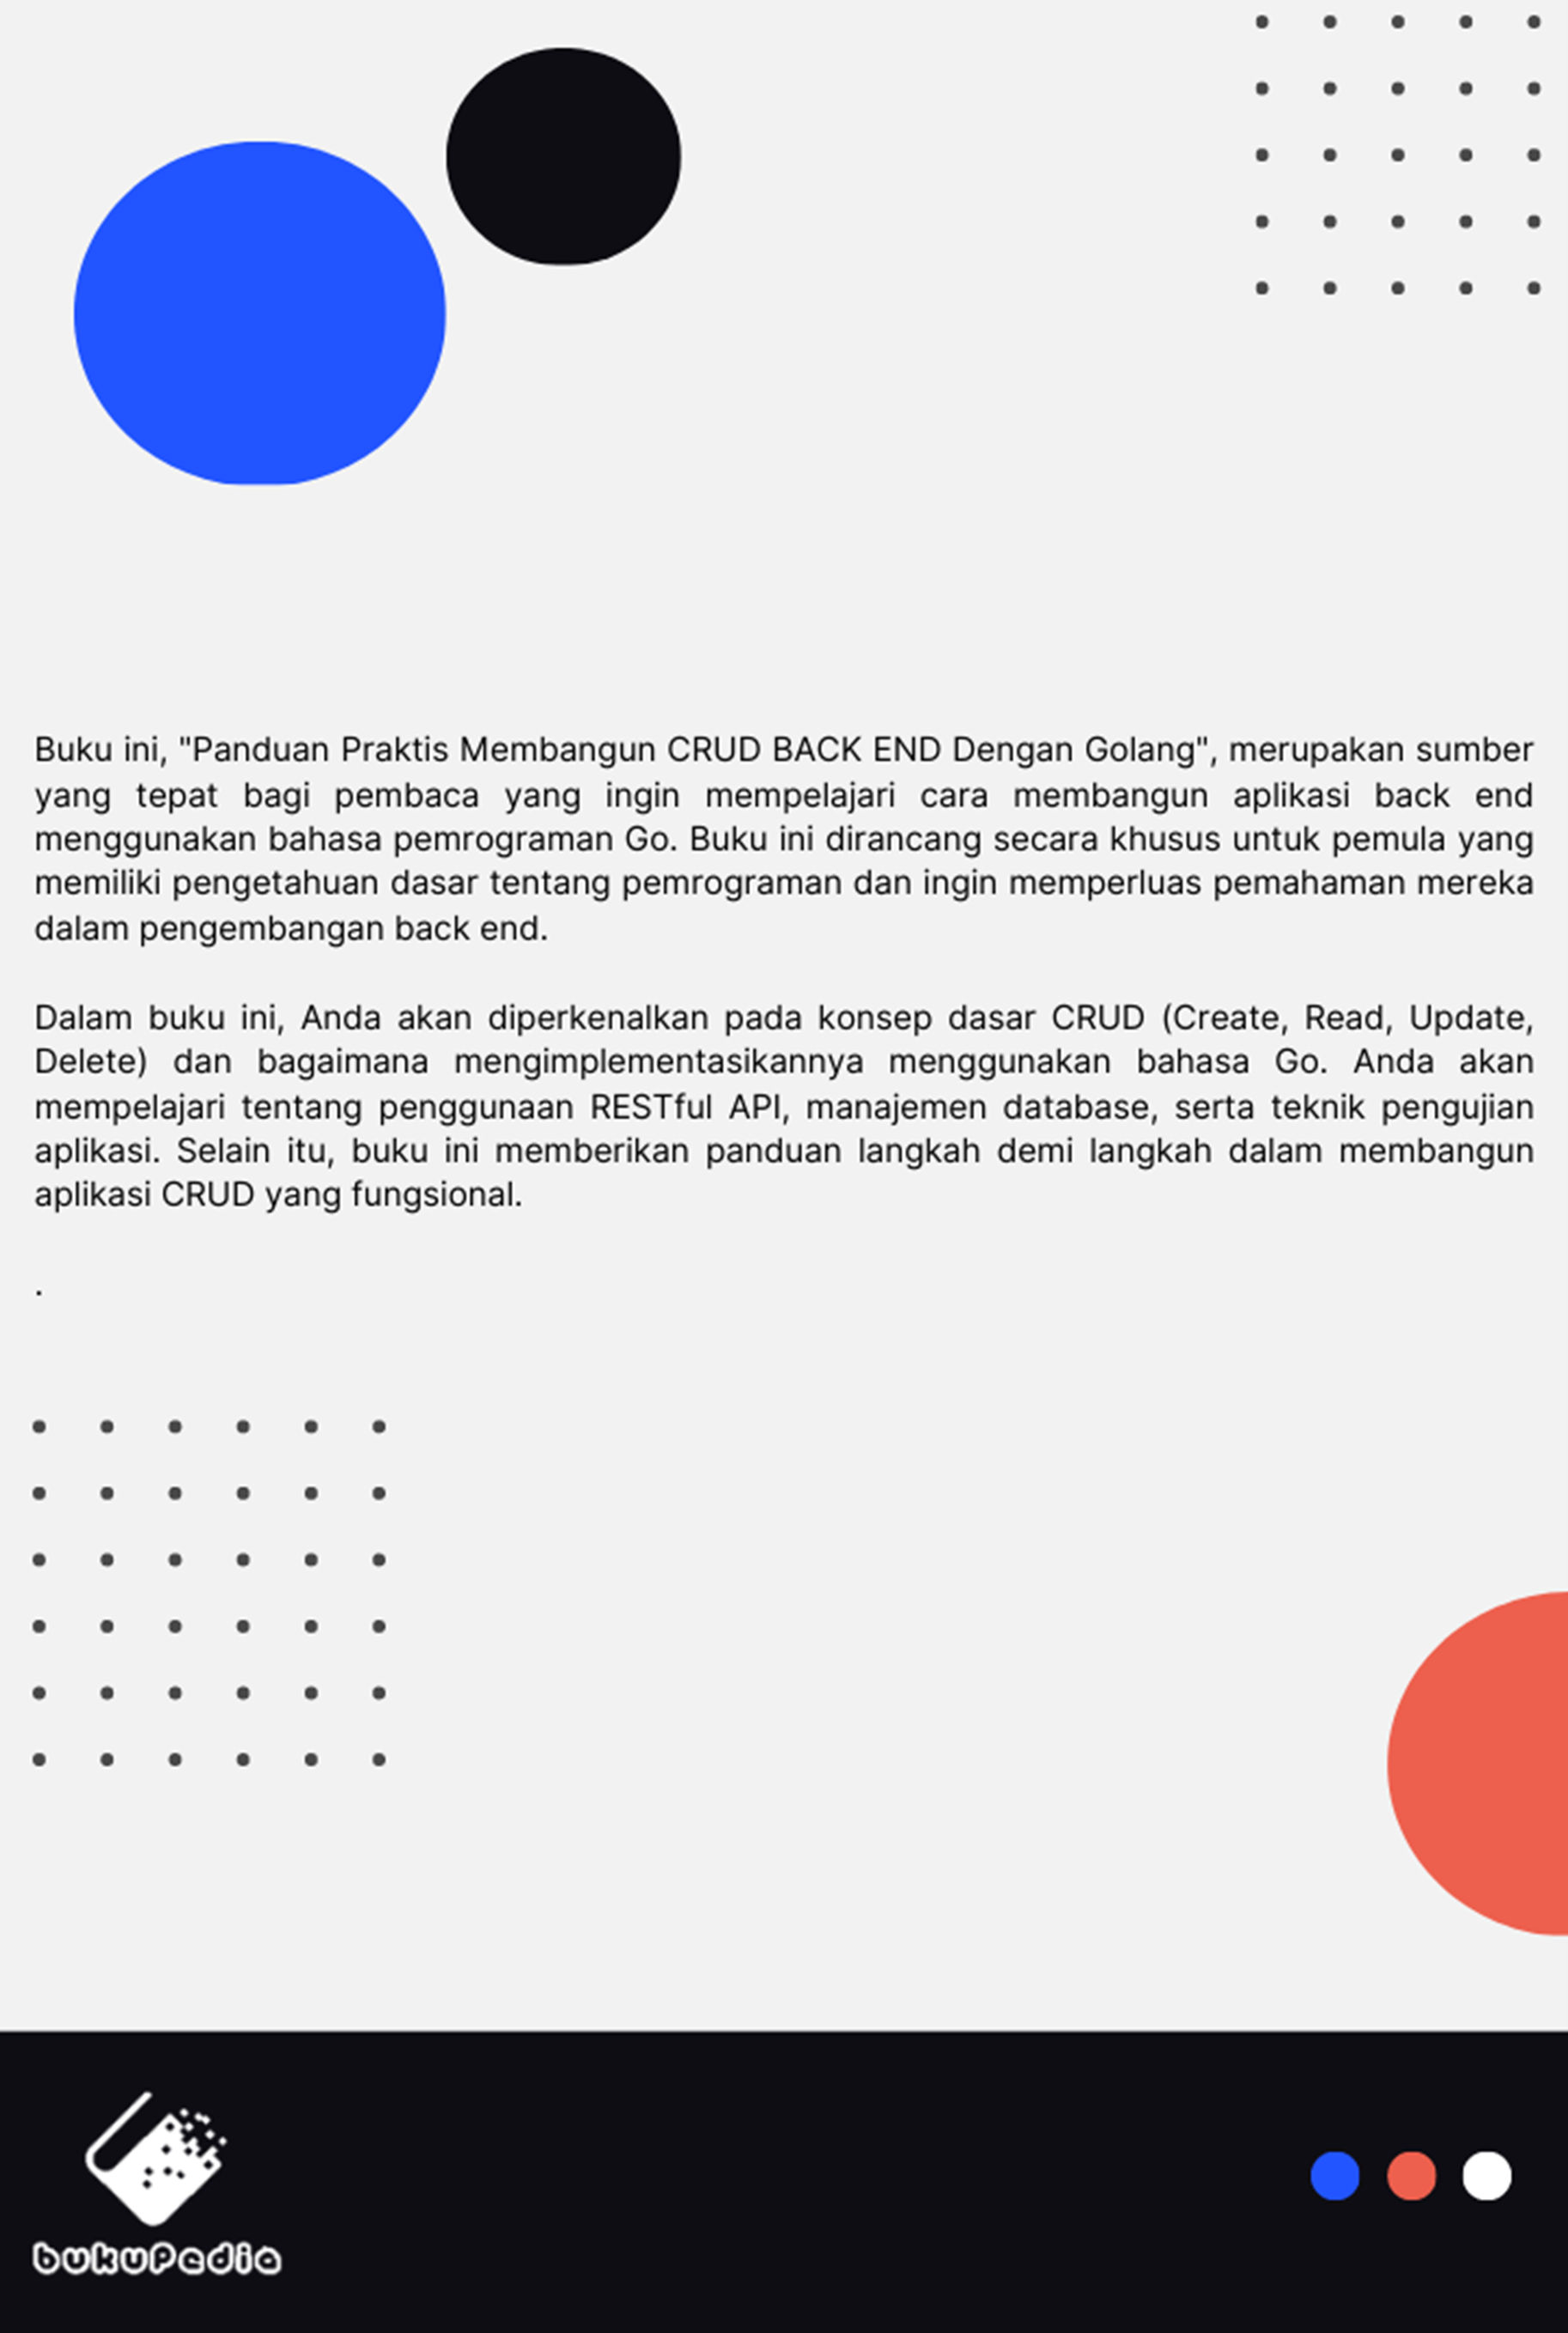 Buku ini, "Panduan Praktis Membangun CRUD BACK END Dengan Golang", merupakan sumber
yang tepat bagi pembaca yang ingin mempelajari cara membangun aplikasi back end
menggunakan bahasa pemrograman Go. Buku ini dirancang secara khusus untuk pemula yang
memiliki pengetahuan dasar tentang pemrograman dan ingin memperluas pemahaman mereka
dalam pengembangan back end.
Dalam buku ini, Anda akan diperkenalkan pada konsep dasar CRUD (Create, Read, Update,
Delete) dan bagaimana mengimplementasikannya menggunakan bahasa Go. Anda akan
mempelajari tentang penggunaan RESTful API, manajemen database, serta teknik pengujian
aplikasi. Selain itu, buku ini memberikan panduan langkah demi langkah dalam membangun
aplikasi CRUD yang fungsional.
.
bukuPedia